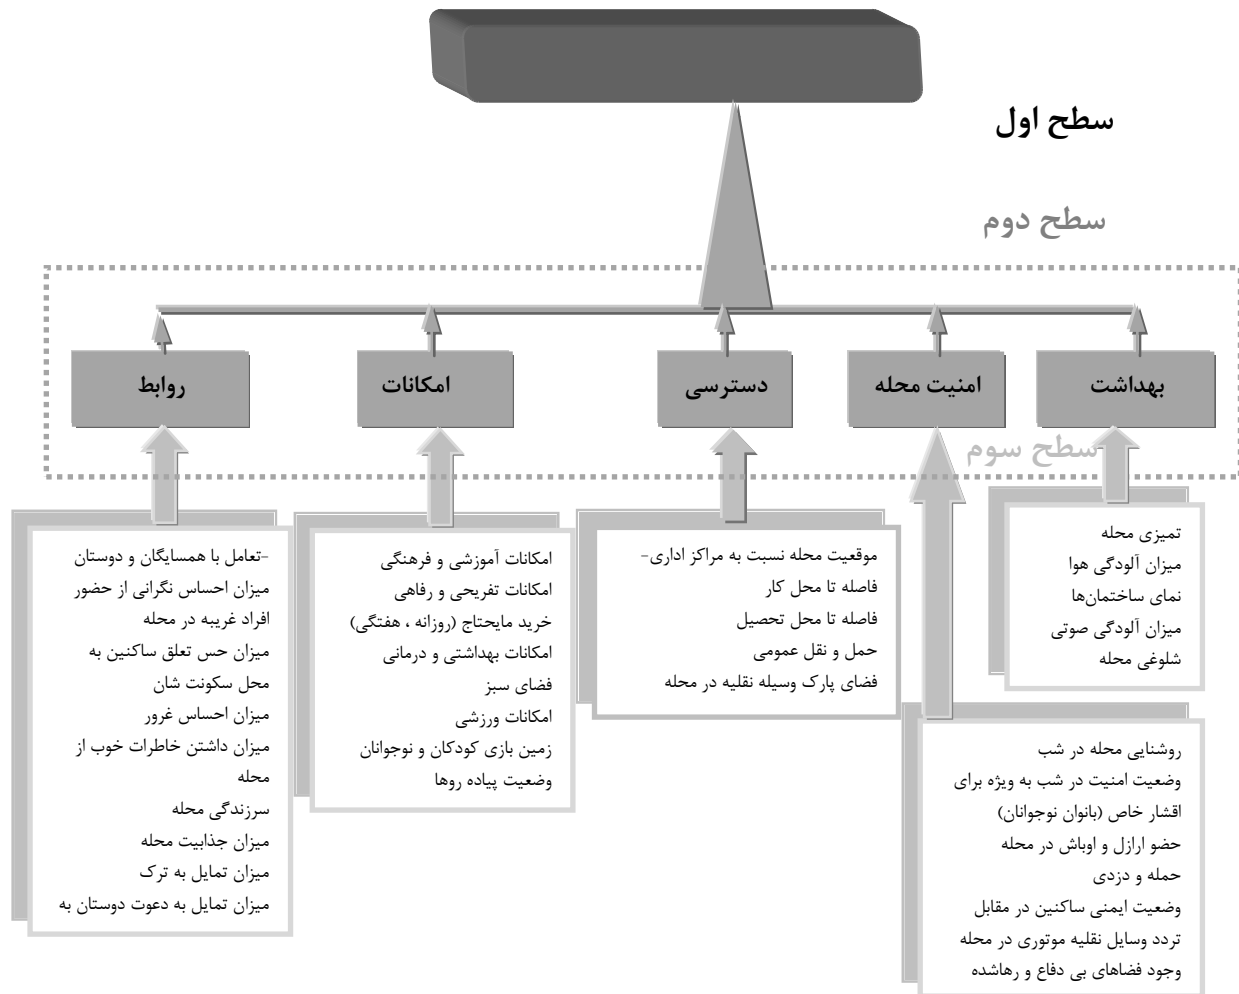 سطح اول
سطح دوم
بهداشت
امنیت محله
دسترسی
امکانات
روابط
سطح سوم
تمیزی محله
میزان آلودگی هوا
نمای ساختمان‌ها
میزان آلودگی صوتی
شلوغی محله
روشنایی محله در شب
وضعیت امنیت در شب به ویژه برای
اقشار خاص (بانوان نوجوانان)
حضو ارازل و اوباش در محله
حمله و دزدی
وضعیت ایمنی ساکنین در مقابل
تردد وسایل نقلیه موتوری در محله
وجود فضاهای بی دفاع و رهاشده
موقعیت محله نسبت به مراکز اداری-
فاصله تا محل کار
فاصله تا محل تحصیل
حمل و نقل عمومی
فضای پارک وسیله نقلیه در محله
امکانات آموزشی و فرهنگی
امکانات تفریحی و رفاهی
خرید مایحتاج (روزانه ، هفتگی)
امکانات بهداشتی و درمانی
فضای سبز
امکانات ورزشی
زمین بازی کودکان و نوجوانان
وضعیت پیاده روها
-تعامل با همسایگان و دوستان
میزان احساس نگرانی از حضور
افراد غریبه در محله
میزان حس تعلق ساکنین به
محل سکونت شان
میزان احساس غرور
میزان داشتن خاطرات خوب از
محله
سرزندگی محله
میزان جذابیت محله
میزان تمایل به ترک
میزان تمایل به دعوت دوستان به